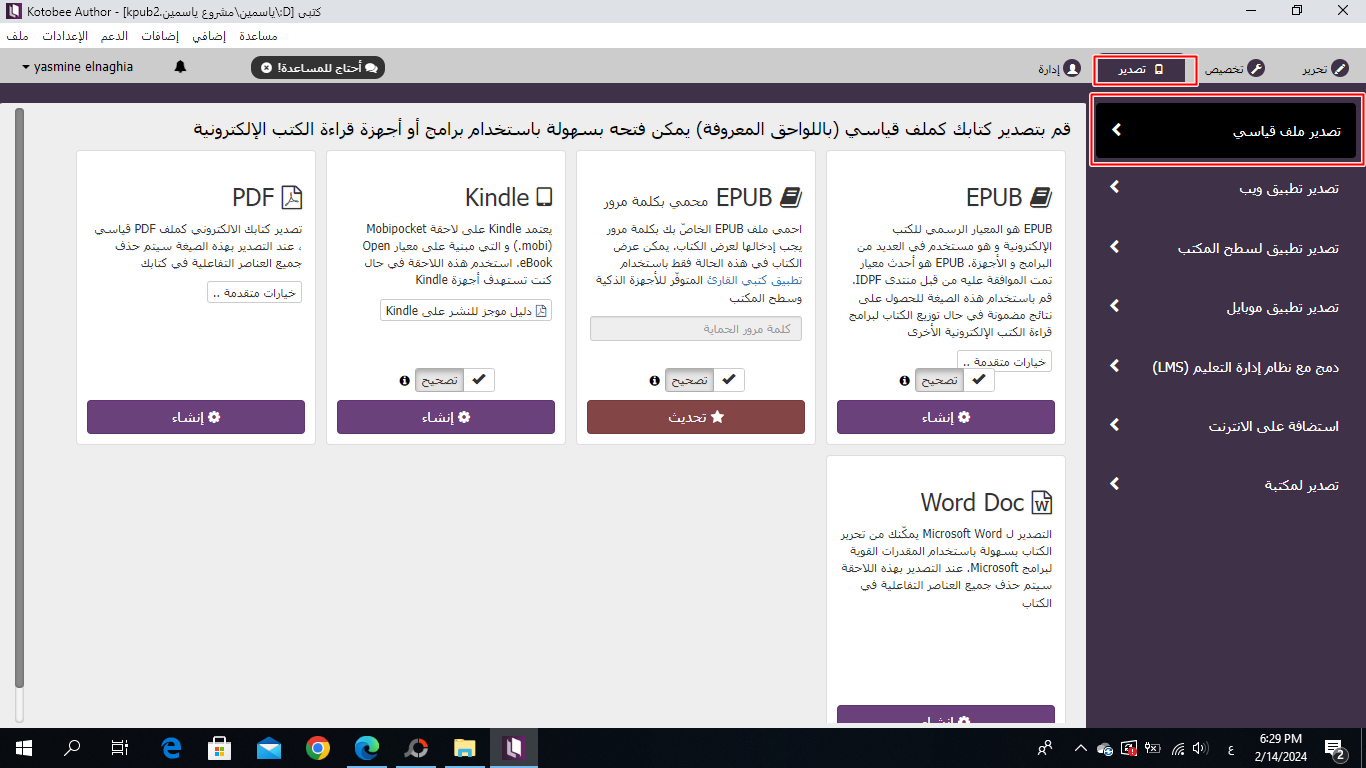 Kotobee Author - [D:\ياسمين\مشروع ياسمين.kpub2] كتبى
ملف الإعدادات الدعم إضافات إضافي مساعدة
تحرير
تخصيص
تصدير
إدارة
أحتاج للمساعدة!
yasmine elnaghia
تصدير ملف قياسي
تصدير تطبيق ويب
تصدير تطبيق لسطح المكتب
تصدير تطبيق موبايل
دمج مع نظام إدارة التعليم (LMS)
استضافة على الانترنت
تصدير لمكتبة
قم بتصدير كتابك كملف قياسي (باللواحق المعروفة) يمكن فتحه بسهولة باستخدام برامج أو أجهزة قراءة الكتب الإلكترونية
EPUB
EPUB هو المعيار الرسمي للكتب
الإلكترونية و هو مستخدم في العديد من
البرامج و الأجهزة. EPUB هو أحدث معيار
تمت الموافقة عليه من قبل منتدى IDPF.
قم باستخدام هذه الصيغة للحصول على
نتائج مضمونة في حال توزيع الكتاب لبرامج
قراءة الكتب الإلكترونية الأخرى
خيارات متقدمة ..
تصحيح
إنشاء
EPUB محمي بكلمة مرور
احمي ملف EPUB الخاصّ بك بكلمة مرور
يجب إدخالها لعرض الكتاب. يمكن عرض
الكتاب في هذه الحالة فقط باستخدام
تطبيق كتبي القارئ المتوفّر للأجهزة الذكية
وسطح المكتب
كلمة مرور الحماية
تصحيح
تحديث
Kindle
يعتمد Kindle على لاحقة Mobipocket
(.mobi) و التي مبنية على معيار Open
eBook. استخدم هذه اللاحقة في حال
كنت تستهدف أجهزة Kindle
دليل موجز للنشر على Kindle
تصحيح
إنشاء
PDF
تصدير كتابك الالكتروني كملف PDF قياسي
، عند التصدير بهذه الصيغة سيتم حذف
جميع العناصر التفاعلية في كتابك
خيارات متقدمة ..
إنشاء
Word Doc
التصدير ل Microsoft Word يمكّنك من تحرير
الكتاب بسهولة باستخدام المقدرات القوية
لبرامج Microsoft. عند التصدير بهذه اللاحقة
سيتم حذف جميع العناصر التفاعلية في
الكتاب
إنشاء
ع
6:29 PM
2/14/2024
2